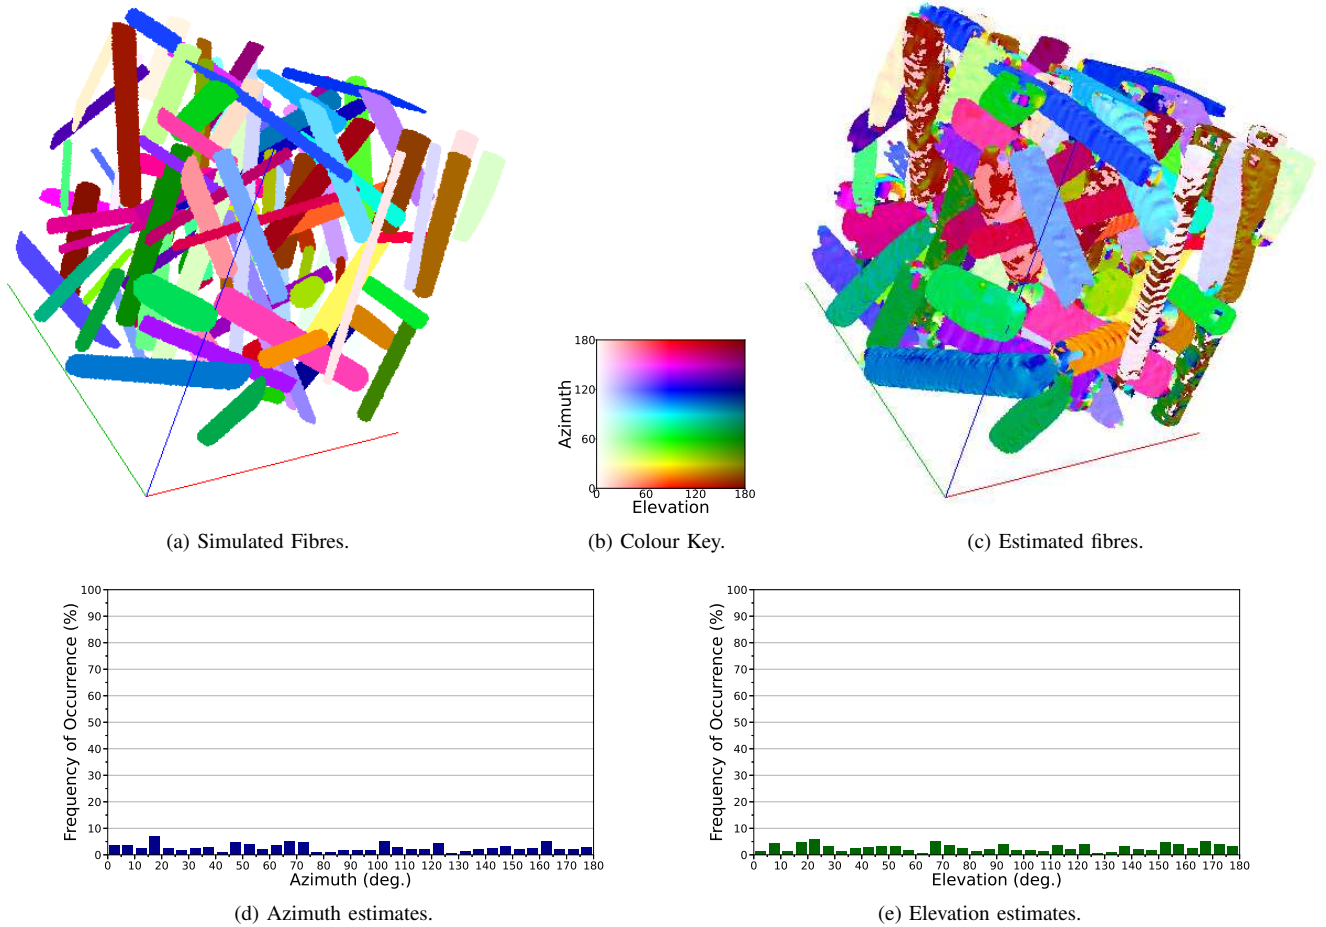 180
120
60
0
Azimuth
0 60 120 180
Elevation
(a) Simulated Fibres.
(b) Colour Key.
(c) Estimated fibres.
100
90
80
70
60
50
40
30
20
10
0
Frequency of Occurrence (%)
0 10 20 30 40 50 60 70 80 90 100 110 120 130 140 150 160 170 180
Azimuth (deg.)
(d) Azimuth estimates.
100
90
80
70
60
50
40
30
20
10
0
Frequency of Occurrence (%)
0 10 20 30 40 50 60 70 80 90 100 110 120 130 140 150 160 170 180
Elevation (deg.)
(e) Elevation estimates.